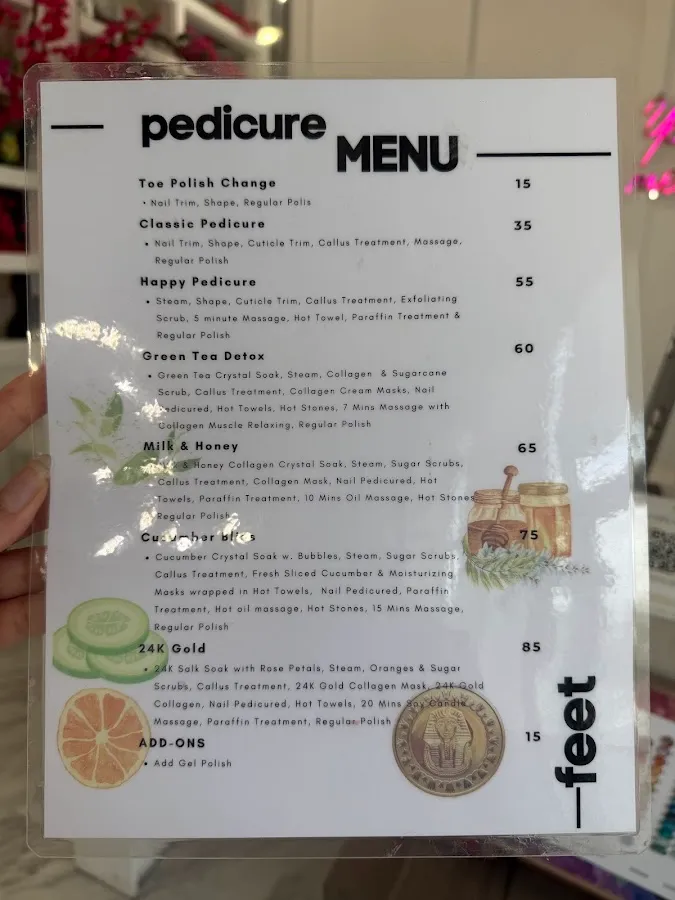 pedicure
MENU
Toe Polish Change 15
• Nail Trim, Shape, Regular Polis
Classic Pedicure 35
• Nail Trim, Shape, Cuticle Trim, Callus Treatment, Massage,
Regular Polish
Happy Pedicure 55
• Steam, Shape, Cuticle Trim, Callus Treatment, Exfoliating
Scrub, 5 minute Massage, Hot Towel, Paraffin Treatment &
Regular Polish
Green Tea Detox 60
• Green Tea Crystal Soak, Steam, Collagen & Sugarcane
Scrub, Callus Treatment, Collagen Cream Masks, Nail
Pedicured, Hot Towels, Hot Stones, 7 Mins Massage with
Collagen Muscle Relaxing, Regular Polish
Milk & Honey 65
& Honey Collagen Crystal Soak, Steam, Sugar Scrubs,
Callus Treatment, Collagen Mask, Nail Pedicured, Hot
Towels, Paraffin Treatment, 10 Mins Oil Massage, Hot Stones
Regular Polish
Cucumber Bliss 75
• Cucumber Crystal Soak w. Bubbles, Steam, Sugar Scrubs,
Callus Treatment, Fresh Sliced Cucumber & Moisturizing
Masks wrapped in Hot Towels, Nail Pedicured, Paraffin
Treatment, Hot oil massage, Hot Stones, 15 Mins Massage,
Regular Polish
24K Gold 85
• 24K Salk Soak with Rose Petals, Steam, Oranges & Sugar
Scrubs, Callus Treatment, 24K Gold Collagen Mask, 24K Gold
Collagen, Nail Pedicured, Hot Towels, 20 Mins Soy Candle
Massage, Paraffin Treatment, Regular Polish
ADD-ONS 15
• Add Gel Polish
feet